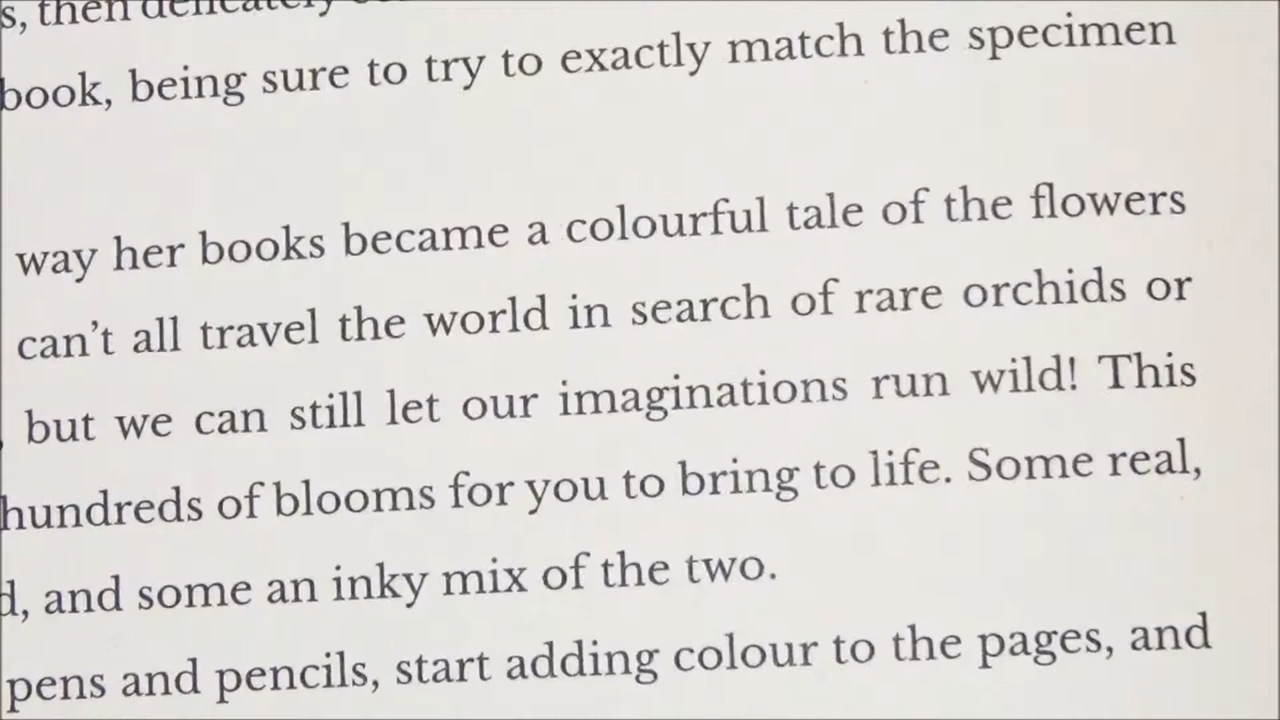 s, then delicately
book, being sure to try to exactly match the specimen
way her books became a colourful tale of the flowers
can't all travel the world in search of rare orchids or
but we can still let our imaginations run wild! This
hundreds of blooms for you to bring to life. Some real,
d, and some an inky mix of the two.
pens and pencils, start adding colour to the pages, and